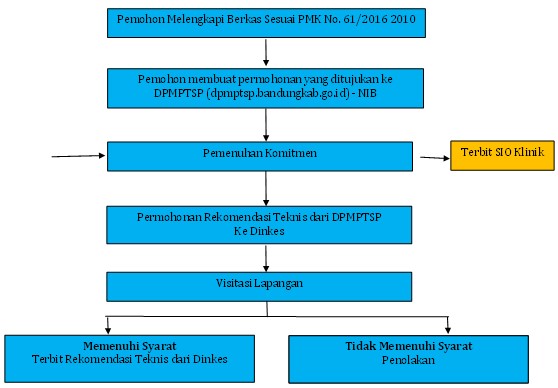 Pemohon Melengkapi Berkas Sesuai PMK No. 61/2016 2010
Pemohon membuat permohonan yang ditujukan ke
DPMPTSP (dpmptsp.bandungkab.go.id) - NIB
Pemenuhan Komitmen
Terbit SIO Klinik
Permohonan Rekomendasi Teknis dari DPMPTSP
Ke Dinkes
Visitasi Lapangan
Memenuhi Syarat
Terbit Rekomendasi Teknis dari Dinkes
Tidak Memenuhi Syarat
Penolakan